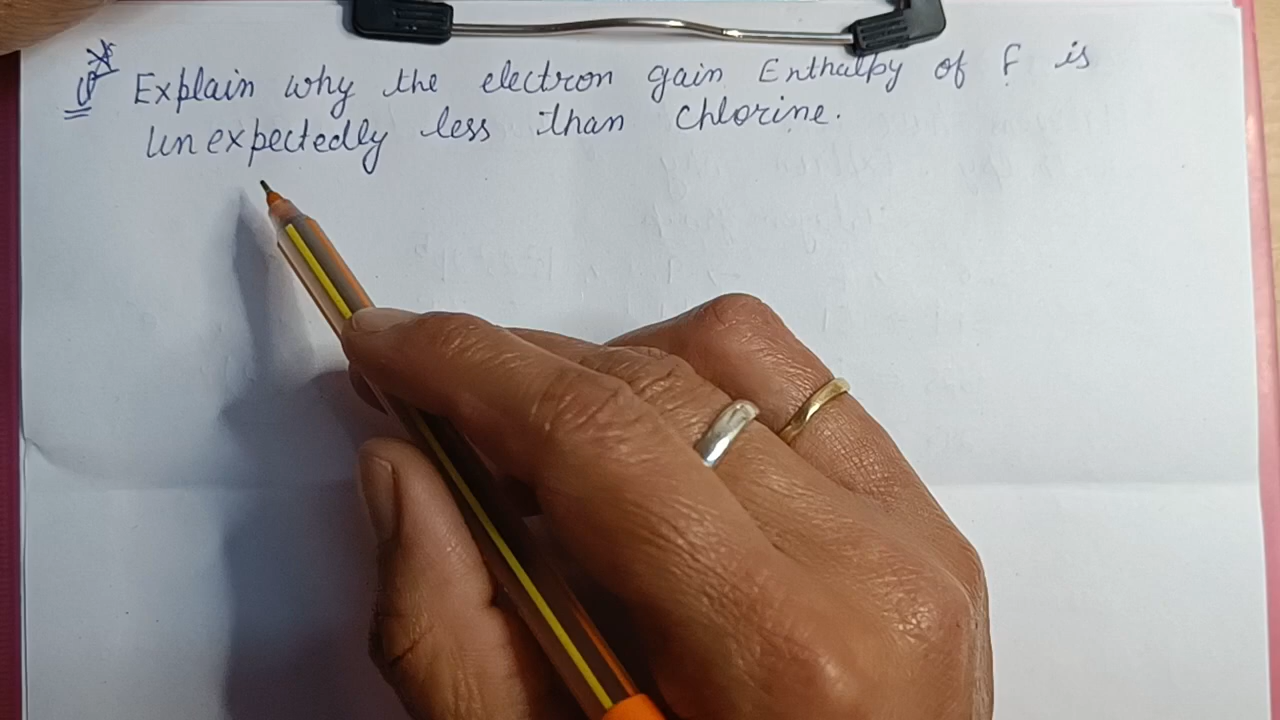 Q* Explain why the electron gain Enthalpy of F is
unexpectedly less than chlorine.